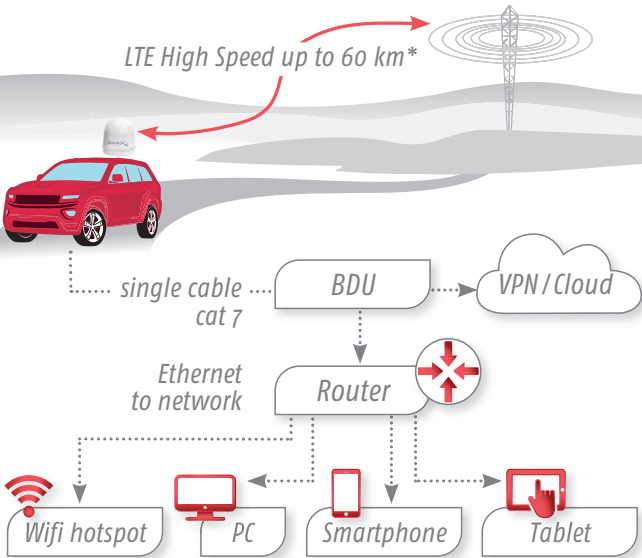 LTE High Speed up to 60 km*
single cable
cat 7
BDU
VPN / Cloud
Ethernet
to network
Router
Wifi hotspot
PC
Smartphone
Tablet